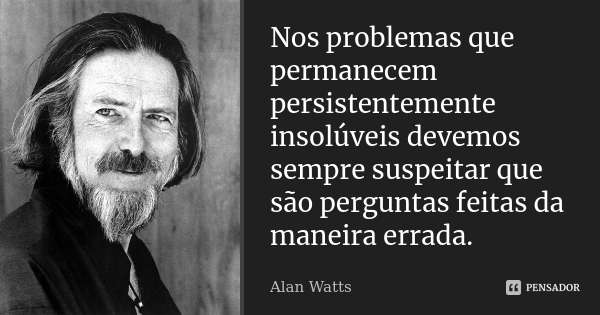 Nos problemas que
permanecem
persistentemente
insolúveis devemos
sempre suspeitar que
são perguntas feitas da
maneira errada.
Alan Watts
PENSADOR